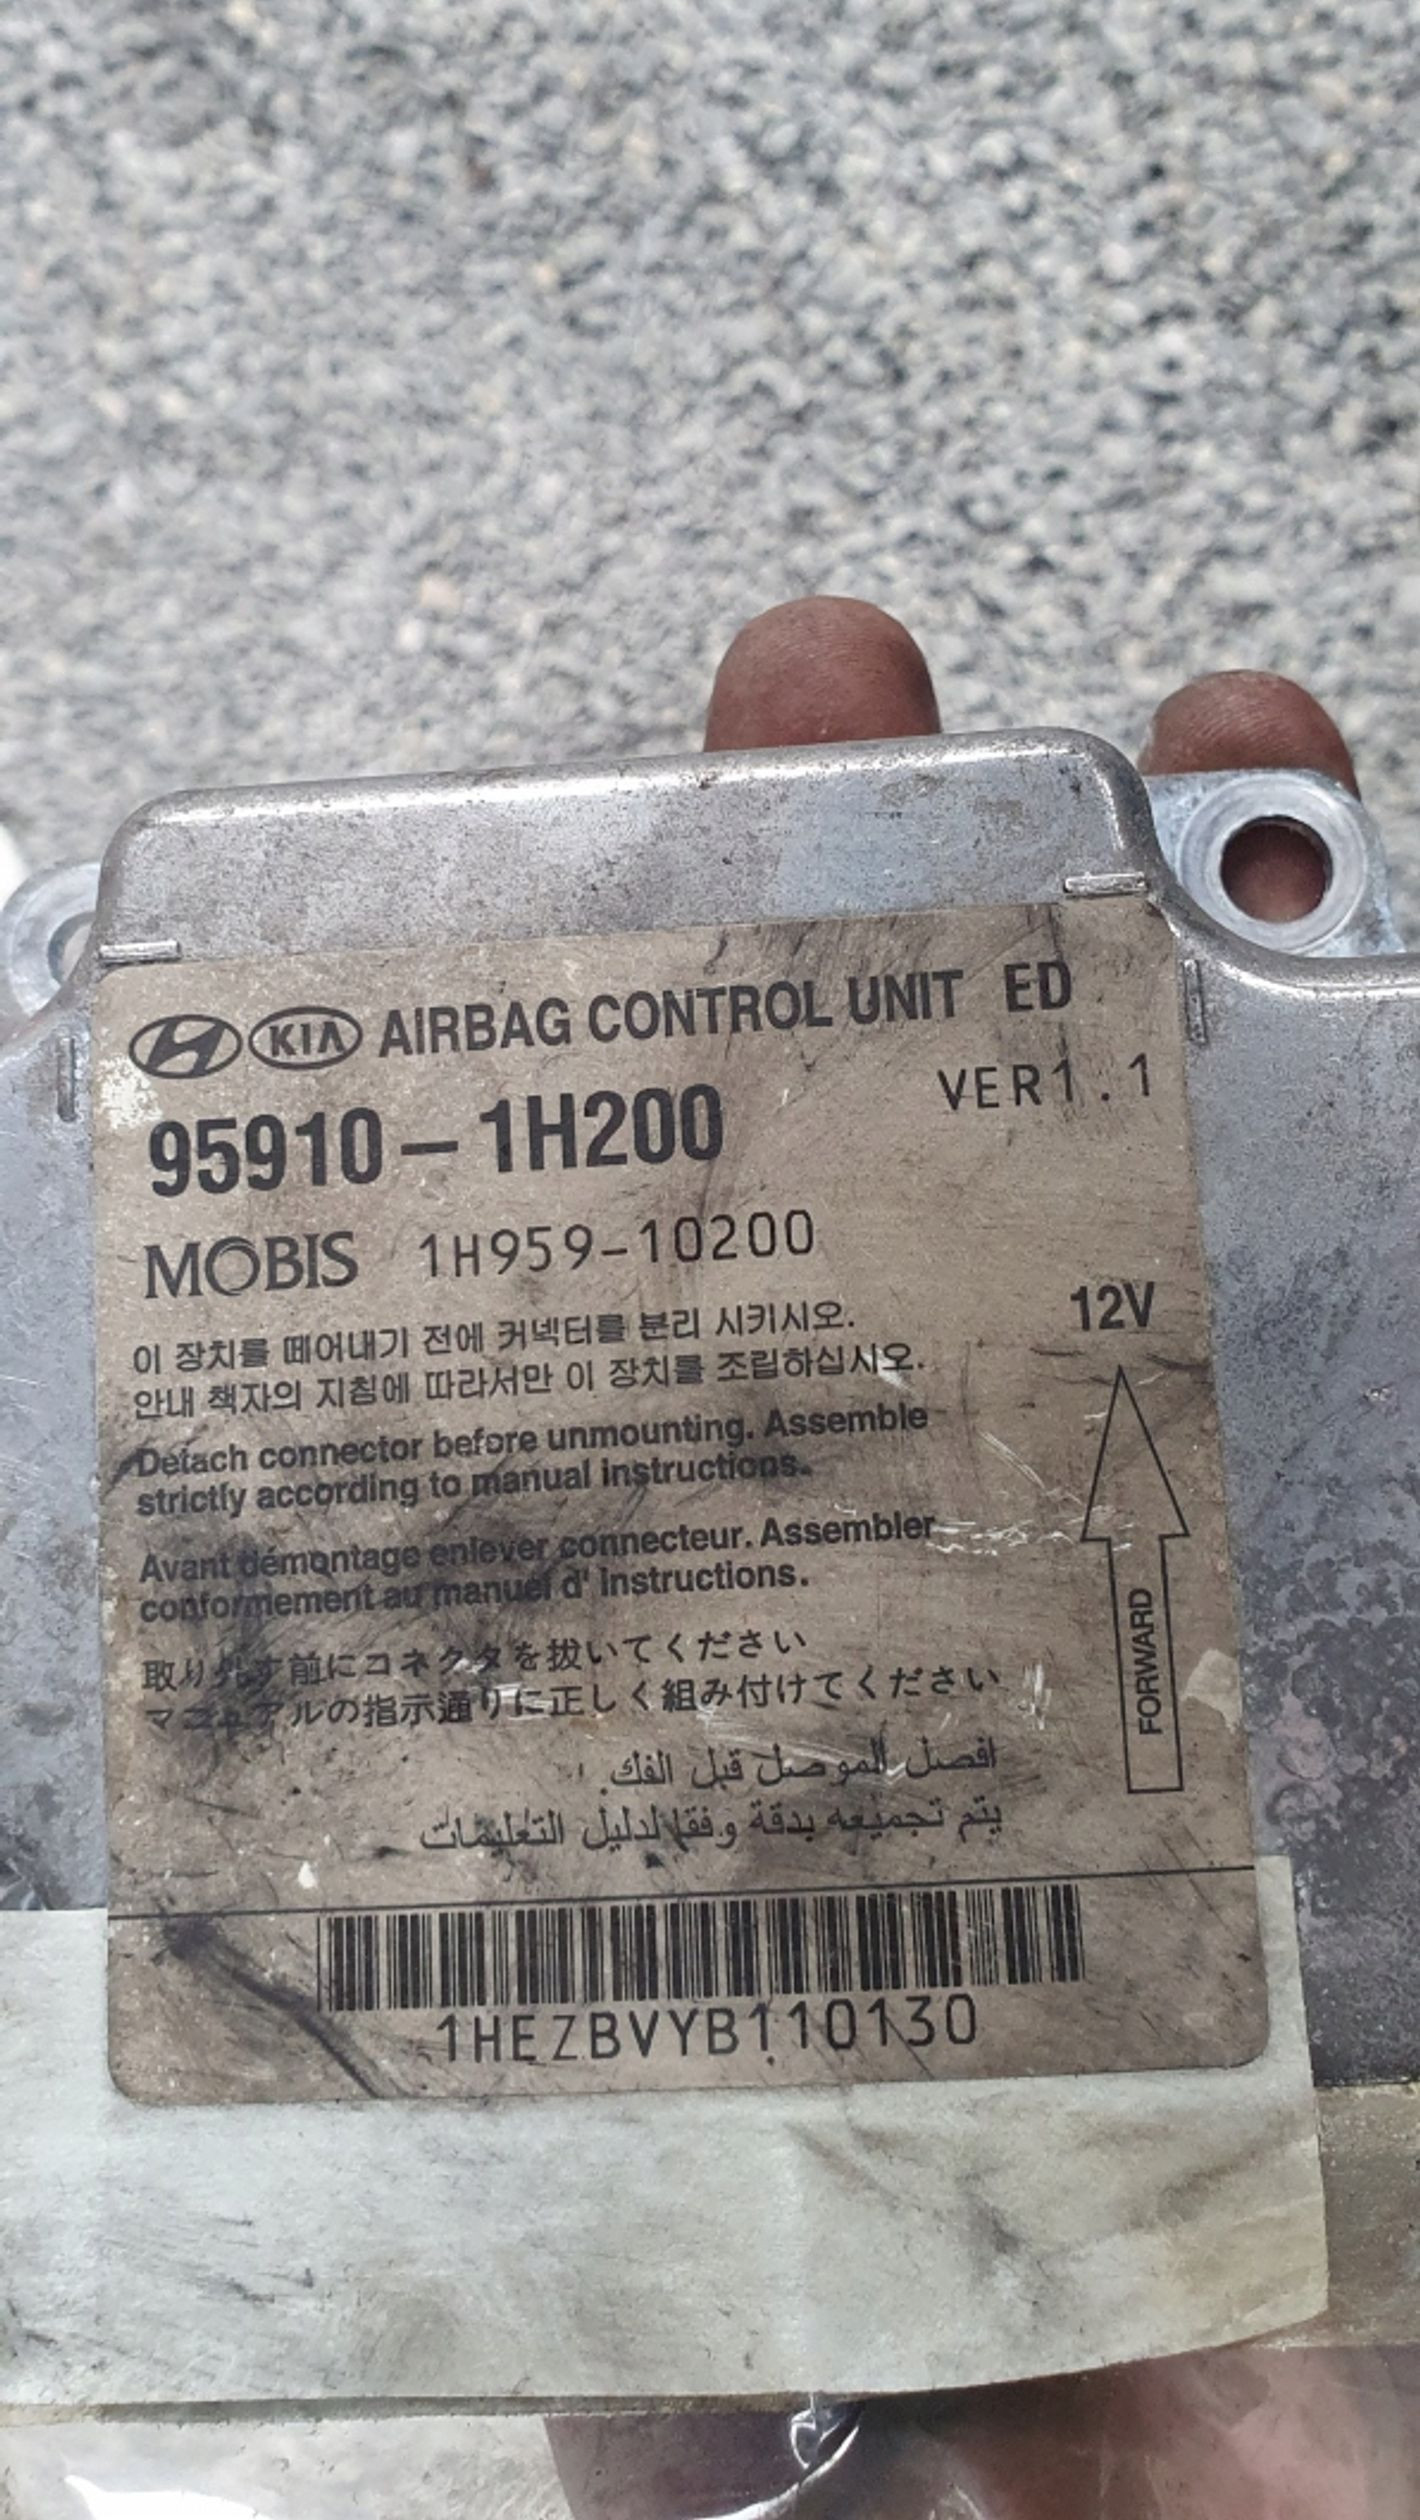 KIA AIRBAG CONTROL UNIT ED
VER1.1
95910-1H200
MOBIS 1H959-10200
12V
이 장치를 떼어내기 전에 커넥터를 분리 시키시오.
안내 책자의 지침에 따라서만 이 장치를 조립하십시오.
Detach connector before unmounting. Assemble
strictly according to manual instructions.
Avant démontage enlever connecteur. Assembler
conformement au manuel d' instructions.
取り外す前にコネクタを抜いてください
マニュアルの指示通りに正しく組み付けてください
افصل الموصل قبل الفك.
يتم تجميعه بدقة وفقا لدليل التعليمات
FORWARD
1HEZBVYB110130